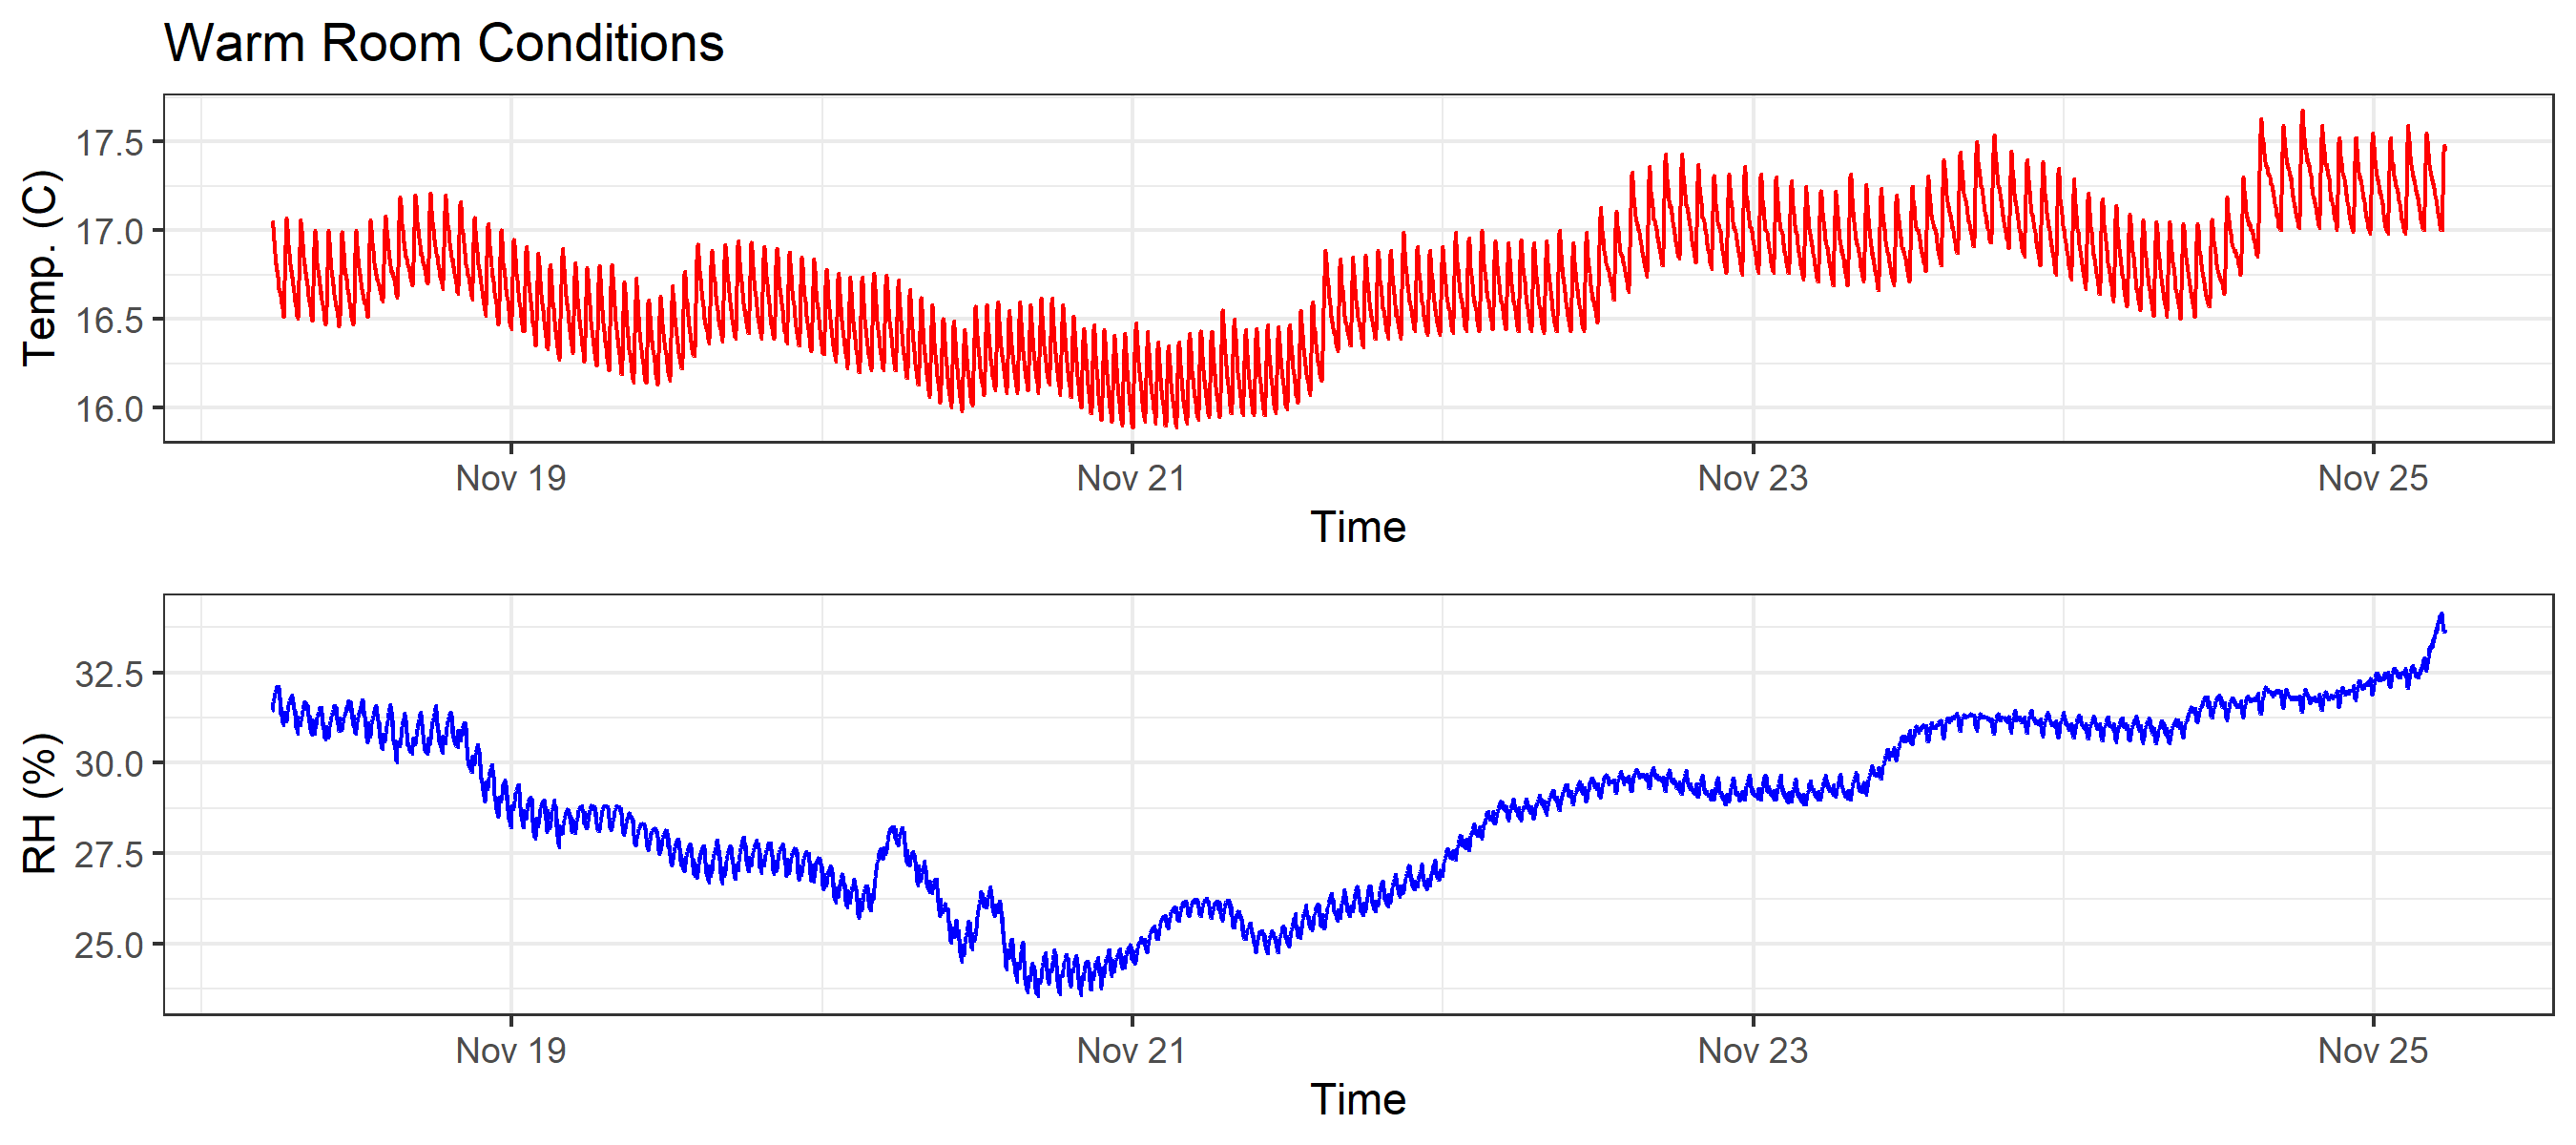 Warm Room Conditions
Temp. (C)
17.5
17.0
16.5
16.0
Nov 19 Nov 21 Nov 23 Nov 25
Time
RH (%)
32.5
30.0
27.5
25.0
Nov 19 Nov 21 Nov 23 Nov 25
Time